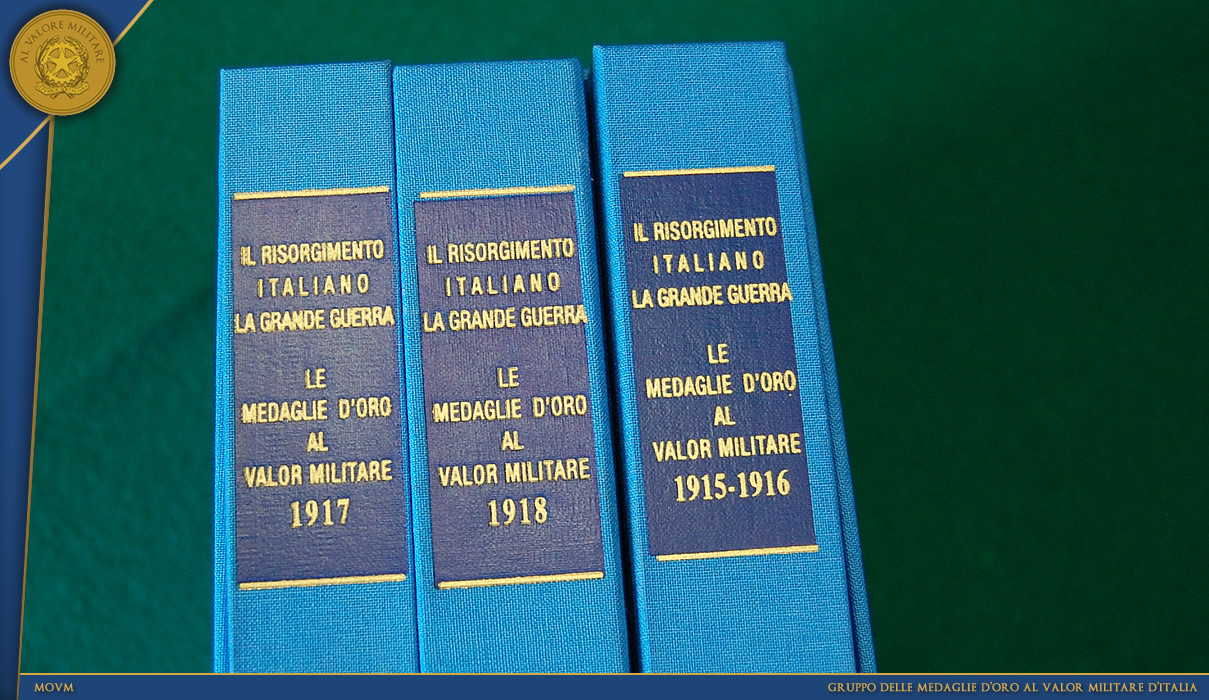 AL VALORE MILITARE
IL RISORGIMENTO
ITALIANO
LA GRANDE GUERRA
LE
MEDAGLIE D'ORO
AL
VALOR MILITARE
1917
IL RISORGIMENTO
ITALIANO
LA GRANDE GUERRA
LE
MEDAGLIE D'ORO
AL
VALOR MILITARE
1918
IL RISORGIMENTO
ITALIANO
LA GRANDE GUERRA
LE
MEDAGLIE D'ORO
AL
VALOR MILITARE
1915-1916
MOVM
GRUPPO DELLE MEDAGLIE D'ORO AL VALOR MILITARE D'ITALIA